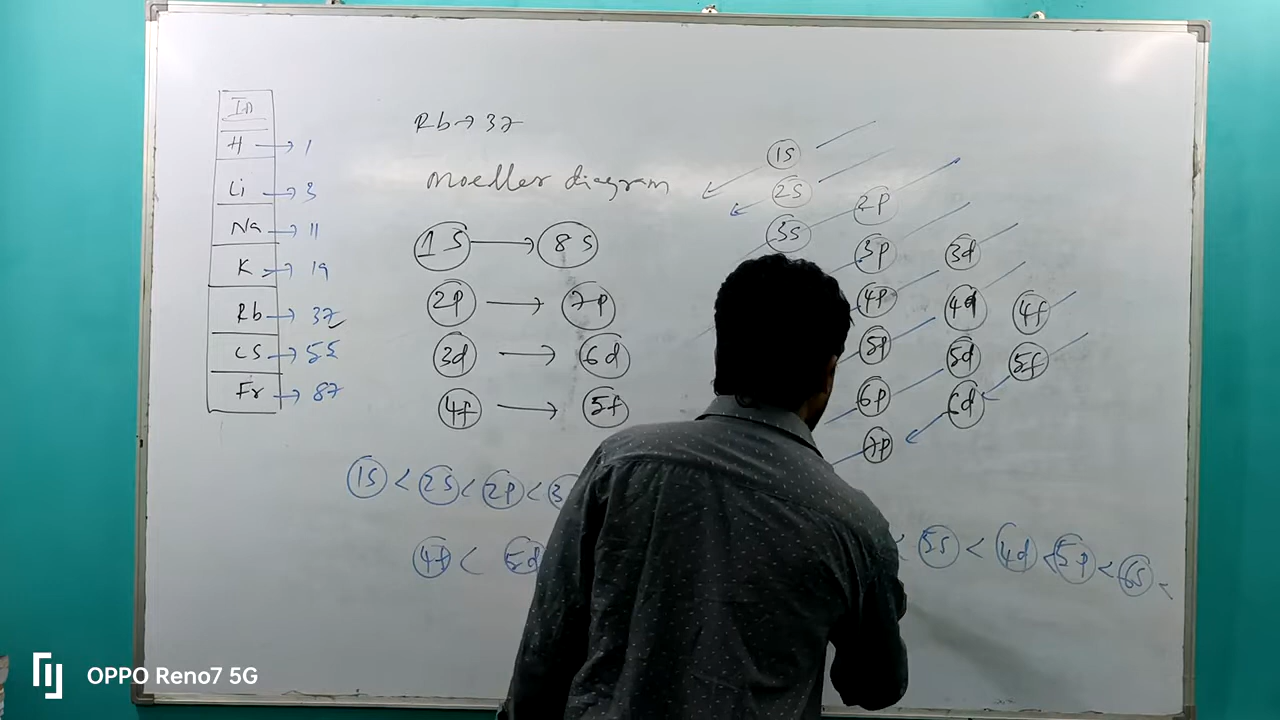 IA
H → 1
Li → 3
Na → 11
K → 19
Rb → 37
CS → 55
Fr → 87
Rb → 37
moeller diagram
1S → 8S
2p → 7p
3d → 6d
4f → 5f
1S
2S 2p
3S 3p 3d
4p 4d 4f
5p 5d 5f
6p 6d
7p
1S < 2S < 2p < 3
< 5S < 4d < 5p < 6S <
4f < 5d
OPPO Reno7 5G